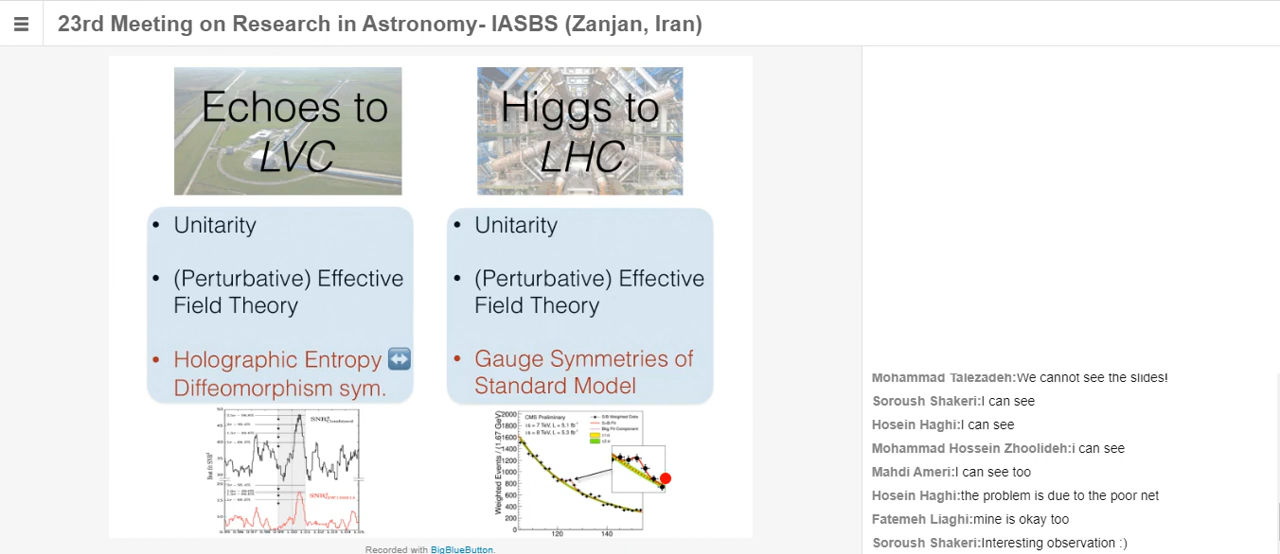 23rd Meeting on Research in Astronomy- IASBS (Zanjan, Iran)
Echoes to
LVC
Higgs to
LHC
• Unitarity
• (Perturbative) Effective
Field Theory
• Holographic Entropy ↔
Diffeomorphism sym.
• Unitarity
• (Perturbative) Effective
Field Theory
• Gauge Symmetries of
Standard Model
CMS Preliminary
Weighted Events / 1.67 GeV
2000
1800
1600
1400
1200
1000
800
600
400
200
0
120
140
Recorded with BigBlueButton.
Mohammad Talezadeh:We cannot see the slides!
Soroush Shakeri:I can see
Hosein Haghi:I can see
Mohammad Hossein Zhoolideh:i can see
Mahdi Ameri:I can see too
Hosein Haghi:the problem is due to the poor net
Fatemeh Liaghi:mine is okay too
Soroush Shakeri:Interesting observation :)